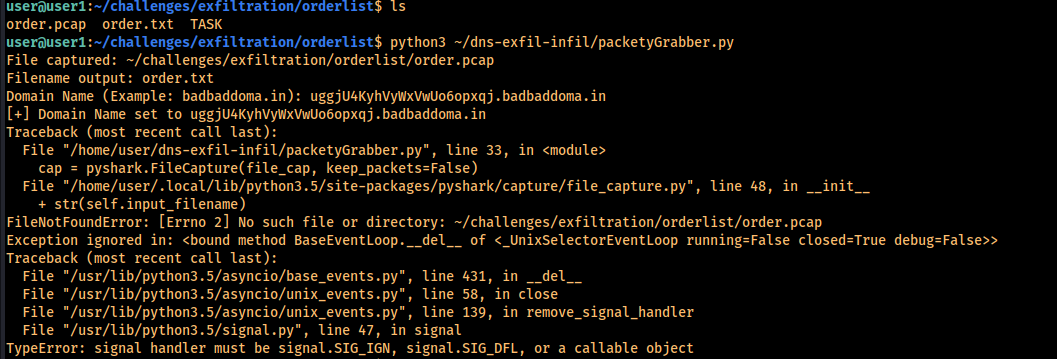 user@user1:~/challenges/exfiltration/orderlist$ ls
order.pcap  order.txt  TASK
user@user1:~/challenges/exfiltration/orderlist$ python3 ~/dns-exfil-infil/packetyGrabber.py
File captured: ~/challenges/exfiltration/orderlist/order.pcap
Filename output: order.txt
Domain Name (Example: badbaddoma.in): uggjU4KyhVyWxVwUo6opxqj.badbaddoma.in
[+] Domain Name set to uggjU4KyhVyWxVwUo6opxqj.badbaddoma.in
Traceback (most recent call last):
  File "/home/user/dns-exfil-infil/packetyGrabber.py", line 33, in <module>
    cap = pyshark.FileCapture(file_cap, keep_packets=False)
  File "/home/user/.local/lib/python3.5/site-packages/pyshark/capture/file_capture.py", line 48, in __init__
    + str(self.input_filename)
FileNotFoundError: [Errno 2] No such file or directory: ~/challenges/exfiltration/orderlist/order.pcap
Exception ignored in: <bound method BaseEventLoop.__del__ of <_UnixSelectorEventLoop running=False closed=True debug=False>>
Traceback (most recent call last):
  File "/usr/lib/python3.5/asyncio/base_events.py", line 431, in __del__
  File "/usr/lib/python3.5/asyncio/unix_events.py", line 58, in close
  File "/usr/lib/python3.5/asyncio/unix_events.py", line 139, in remove_signal_handler
  File "/usr/lib/python3.5/signal.py", line 47, in signal
TypeError: signal handler must be signal.SIG_IGN, signal.SIG_DFL, or a callable object